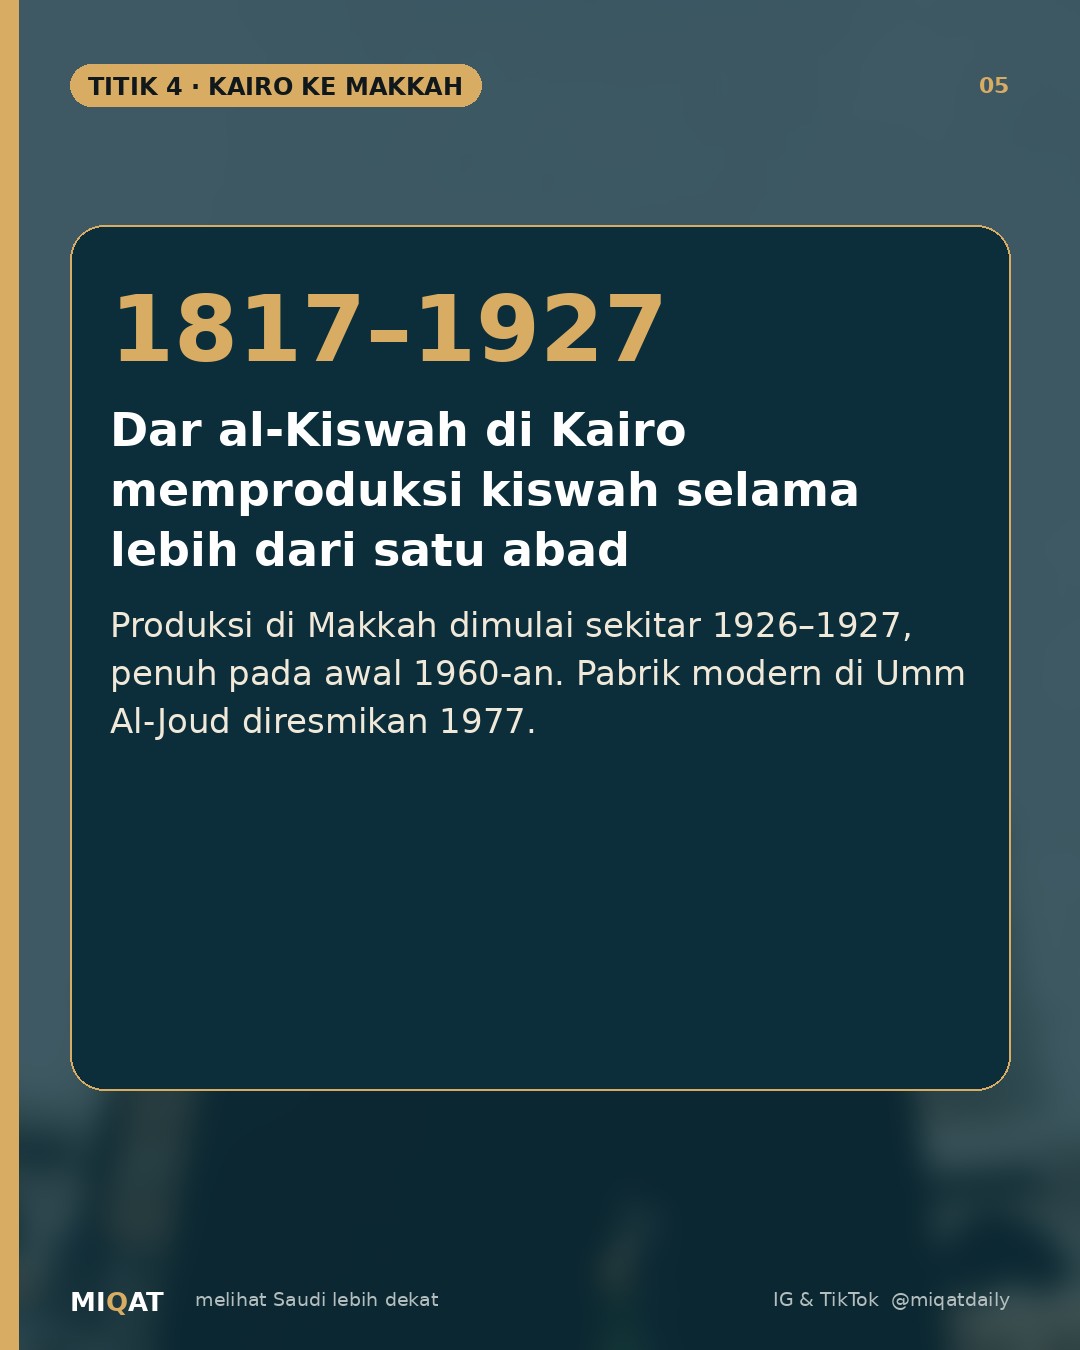 TITIK 4 · KAIRO KE MAKKAH
05
1817–1927
Dar al-Kiswah di Kairo
memproduksi kiswah selama
lebih dari satu abad
Produksi di Makkah dimulai sekitar 1926–1927,
penuh pada awal 1960-an. Pabrik modern di Umm
Al-Joud diresmikan 1977.
MIQAT melihat Saudi lebih dekat
IG & TikTok @miqatdaily